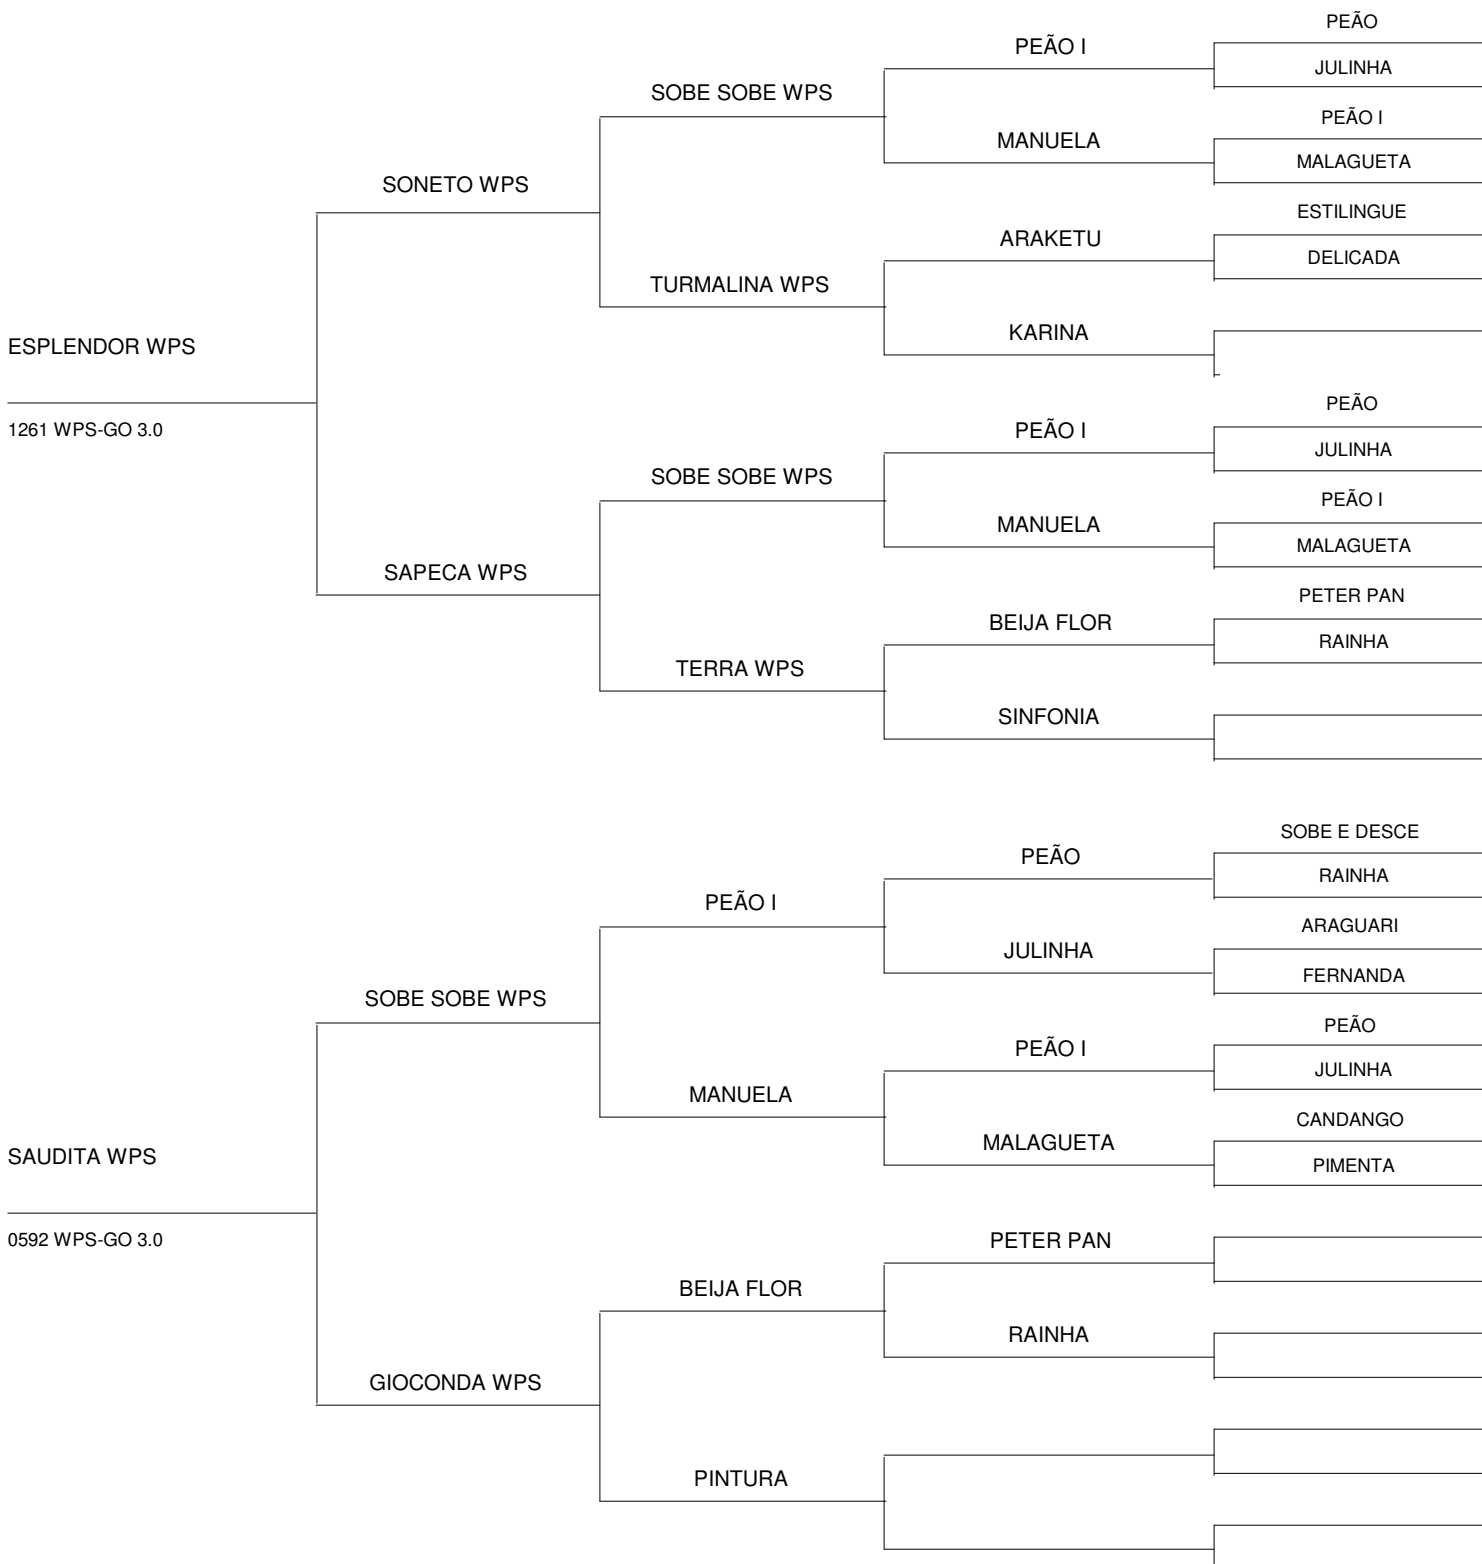 PEÃO
PEÃO I
JULINHA
SOBE SOBE WPS
PEÃO I
MANUELA
MALAGUETA
SONETO WPS
ESTILINGUE
ARAKETU
DELICADA
TURMALINA WPS
KARINA
ESPLENDOR WPS
PEÃO
1261 WPS-GO 3.0
PEÃO I
JULINHA
SOBE SOBE WPS
PEÃO I
MANUELA
MALAGUETA
SAPECA WPS
PETER PAN
BEIJA FLOR
RAINHA
TERRA WPS
SINFONIA
SOBE E DESCE
PEÃO
RAINHA
PEÃO I
ARAGUARI
JULINHA
FERNANDA
SOBE SOBE WPS
PEÃO
PEÃO I
JULINHA
MANUELA
CANDANGO
MALAGUETA
PIMENTA
SAUDITA WPS
0592 WPS-GO 3.0
PETER PAN
BEIJA FLOR
RAINHA
GIOCONDA WPS
PINTURA